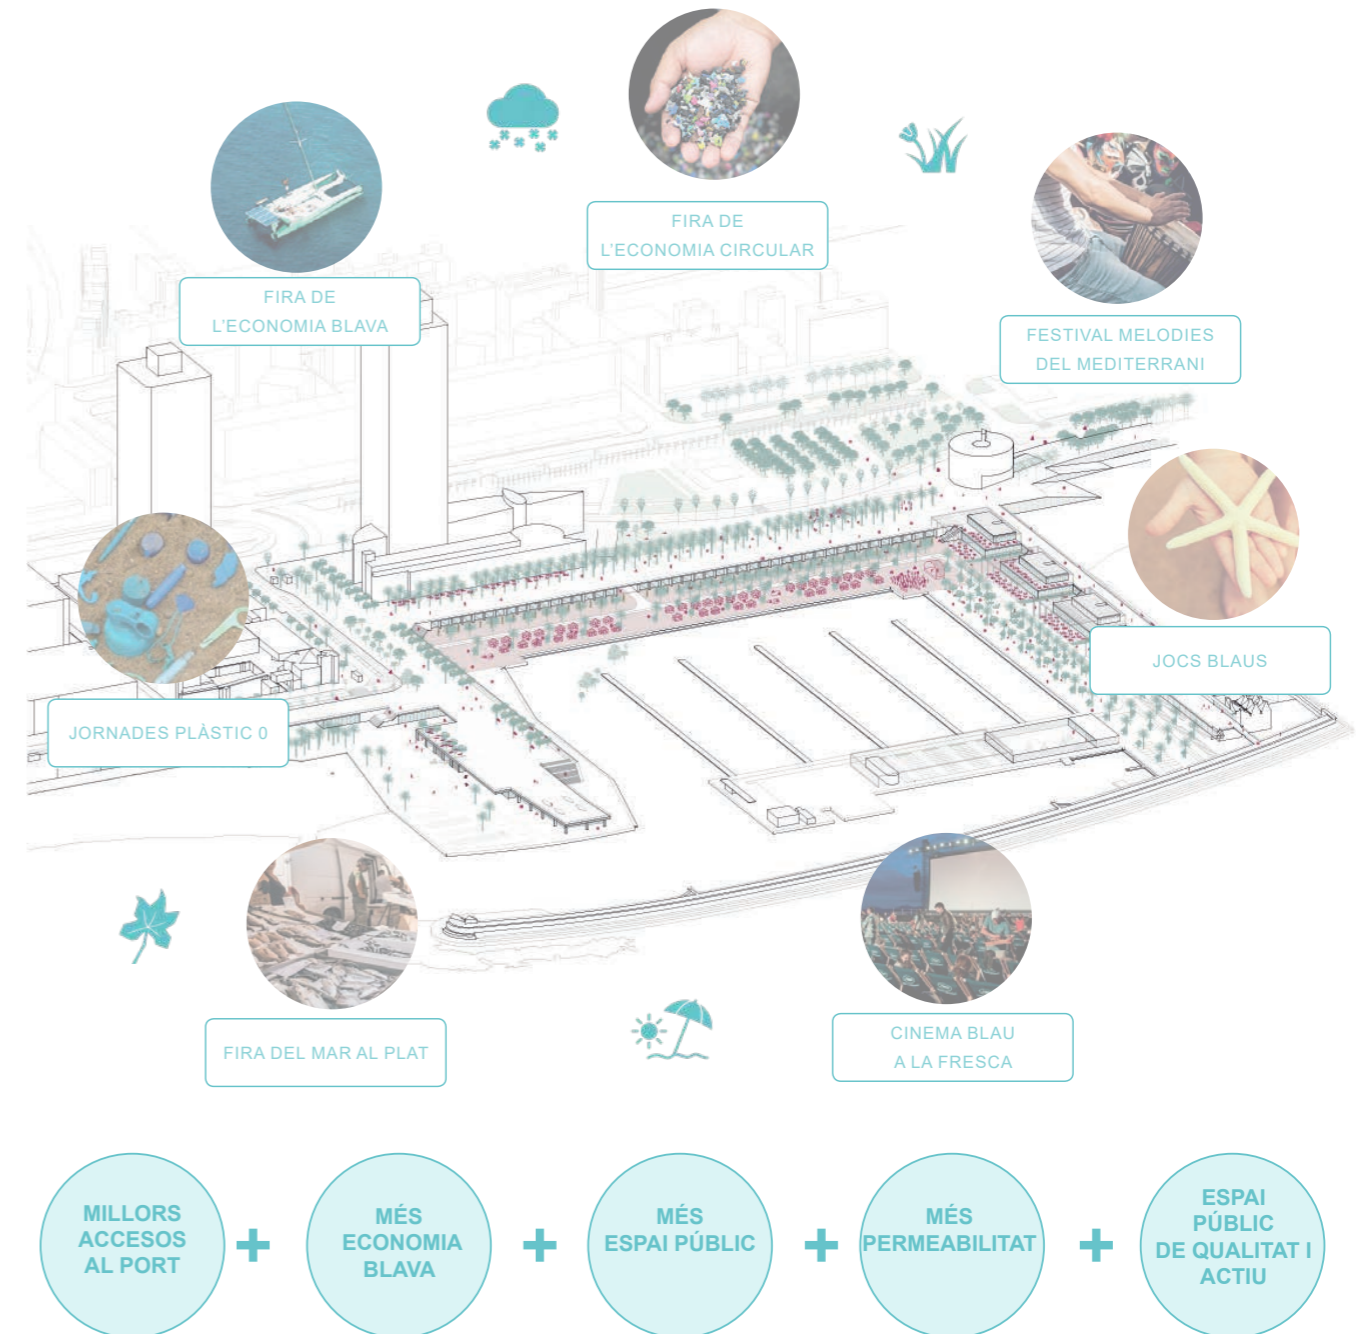 FIRA DE
L'ECONOMIA CIRCULAR
FIRA DE
L'ECONOMIA BLAVA
FESTIVAL MELODIES
DEL MEDITERRANI
JOCS BLAUS
JORNADES PLÀSTIC 0
FIRA DEL MAR AL PLAT
CINEMA BLAU
A LA FRESCA
MILLORS
ACCESOS
AL PORT
+
MÉS
ECONOMIA
BLAVA
+
MÉS
ESPAI PÚBLIC
+
MÉS
PERMEABILITAT
+
ESPAI
PÚBLIC
DE QUALITAT I
ACTIU